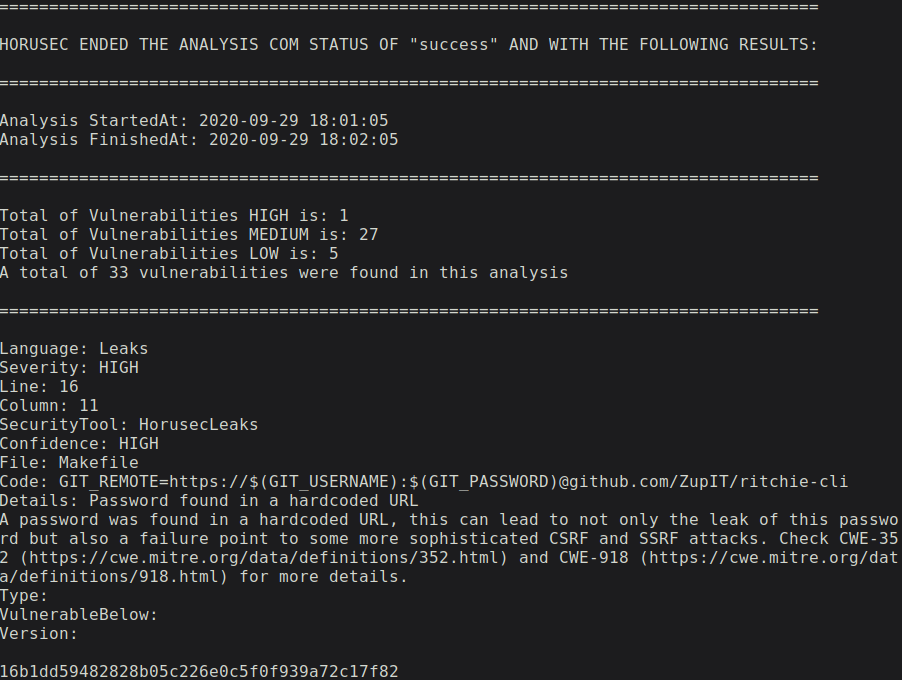 ==================================================================================
HORUSEC ENDED THE ANALYSIS COM STATUS OF "success" AND WITH THE FOLLOWING RESULTS:
==================================================================================
Analysis StartedAt: 2020-09-29 18:01:05
Analysis FinishedAt: 2020-09-29 18:02:05
==================================================================================
Total of Vulnerabilities HIGH is: 1
Total of Vulnerabilities MEDIUM is: 27
Total of Vulnerabilities LOW is: 5
A total of 33 vulnerabilities were found in this analysis
==================================================================================
Language: Leaks
Severity: HIGH
Line: 16
Column: 11
SecurityTool: HorusecLeaks
Confidence: HIGH
File: Makefile
Code: GIT_REMOTE=https://$(GIT_USERNAME):$(GIT_PASSWORD)@github.com/ZupIT/ritchie-cli
Details: Password found in a hardcoded URL
A password was found in a hardcoded URL, this can lead to not only the leak of this passwo
rd but also a failure point to some more sophisticated CSRF and SSRF attacks. Check CWE-35
2 (https://cwe.mitre.org/data/definitions/352.html) and CWE-918 (https://cwe.mitre.org/dat
a/definitions/918.html) for more details.
Type:
VulnerableBelow:
Version:
16b1dd59482828b05c226e0c5f0f939a72c17f82